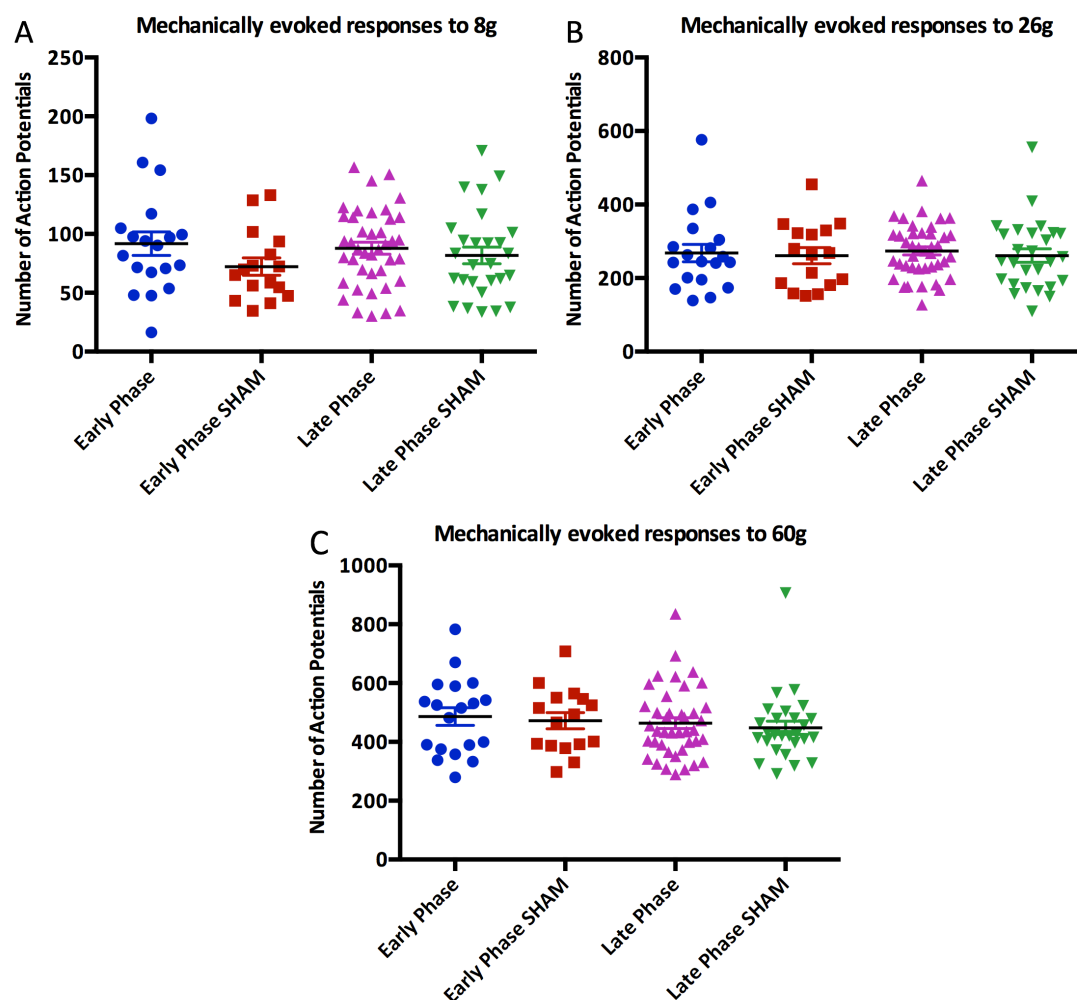 A
Mechanically evoked responses to 8g
Number of Action Potentials
250
200
150
100
50
0
Early Phase
Early Phase SHAM
Late Phase
Late Phase SHAM
B
Mechanically evoked responses to 26g
Number of Action Potentials
800
600
400
200
0
Early Phase
Early Phase SHAM
Late Phase
Late Phase SHAM
C
Mechanically evoked responses to 60g
Number of Action Potentials
1000
800
600
400
200
0
Early Phase
Early Phase SHAM
Late Phase
Late Phase SHAM